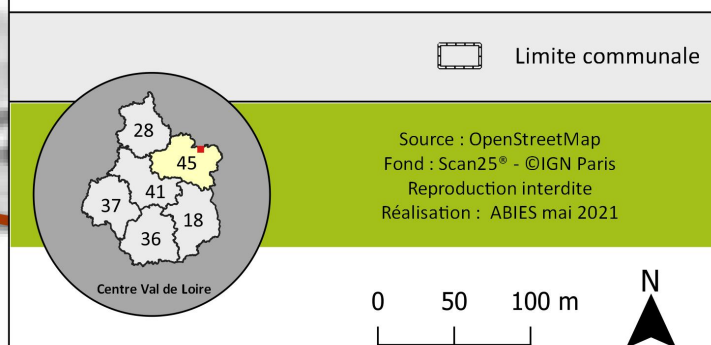 Limite communale
28
45
41
37
18
36
Centre Val de Loire
Source : OpenStreetMap
Fond : Scan25® - ©IGN Paris
Reproduction interdite
Réalisation : ABIES mai 2021
0 50 100 m
N